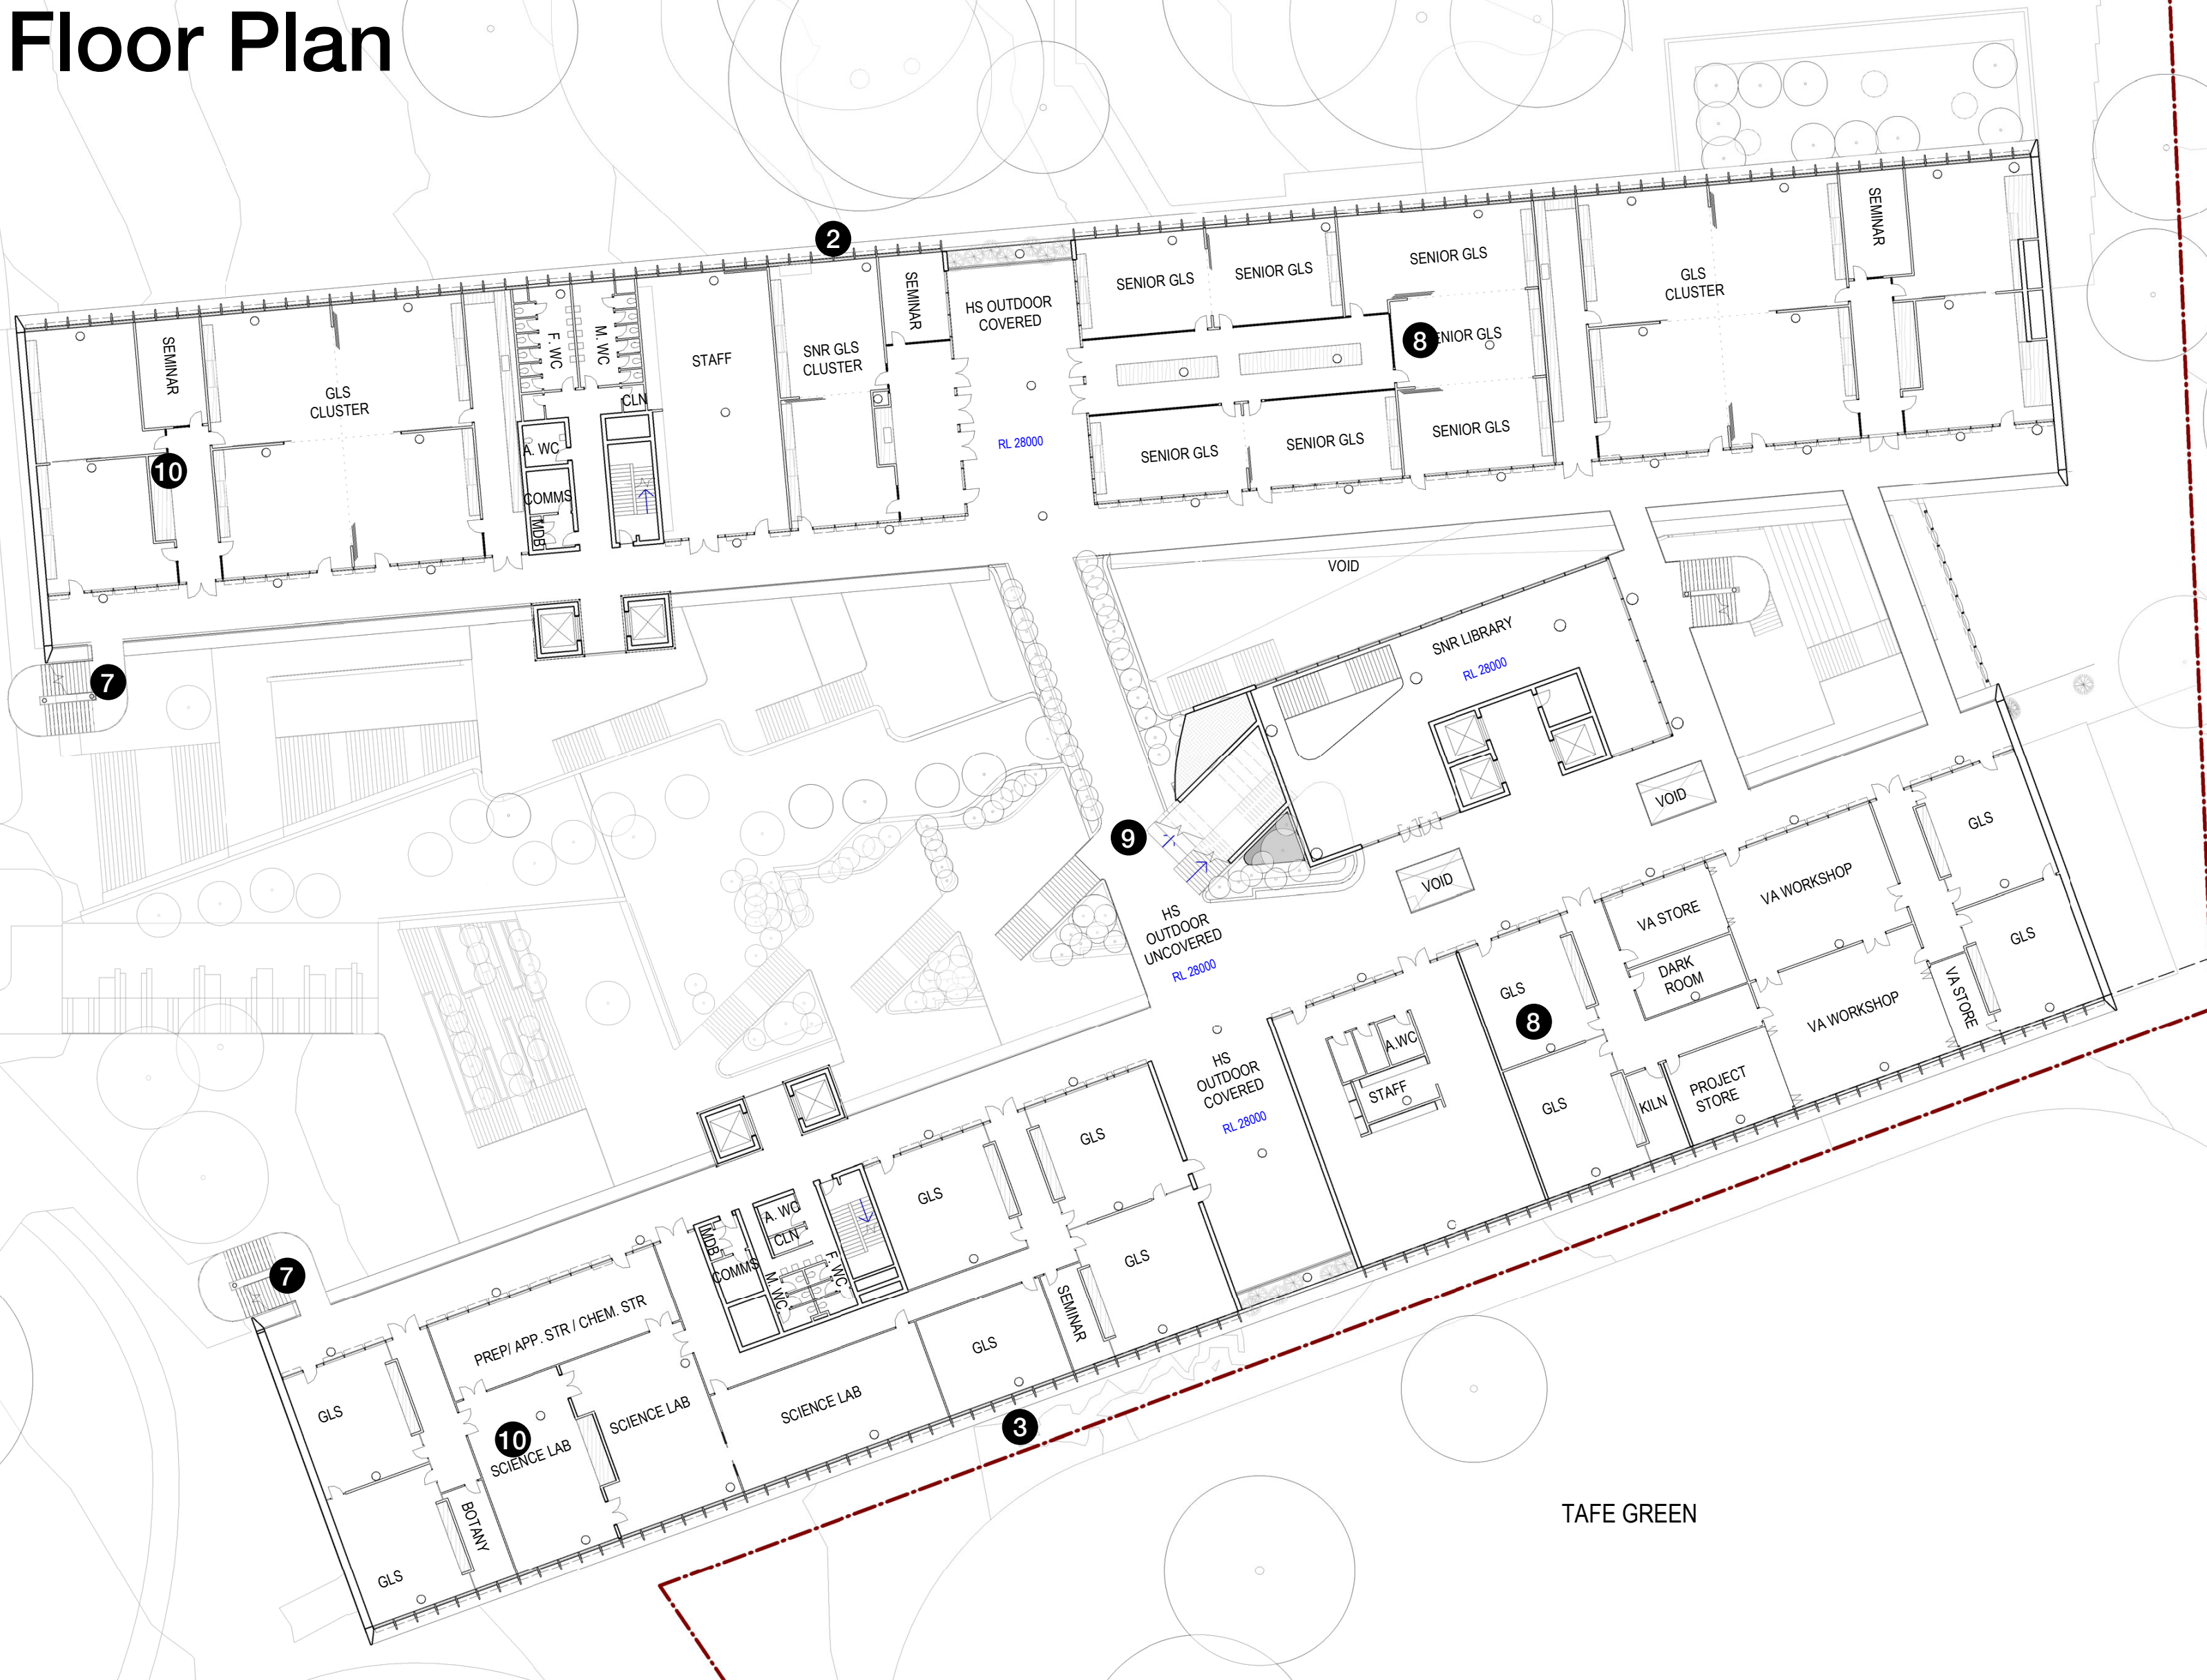 Floor Plan
2
SEMINAR
SEMINAR
HS OUTDOOR
COVERED
SENIOR GLS
SENIOR GLS
SENIOR GLS
GLS
CLUSTER
SEMINAR
GLS
CLUSTER
F. WC
M. WC
STAFF
SNR GLS
CLUSTER
8
ENIOR GLS
CLN
10
A. WC
COMMS
MDB
RL 28000
SENIOR GLS
SENIOR GLS
SENIOR GLS
VOID
7
SNR LIBRARY
RL 28000
VOID
9
VOID
HS
OUTDOOR
UNCOVERED
RL 28000
GLS
VA WORKSHOP
VA STORE
GLS
DARK
ROOM
GLS
8
VA WORKSHOP
VA STORE
HS
OUTDOOR
COVERED
RL 28000
A.WC
STAFF
GLS
KILN
PROJECT
STORE
GLS
GLS
GLS
A. WC
CLN
MDB
COMMS
M. WC
F. WC
7
PREP/ APP. STR / CHEM. STR
SEMINAR
GLS
GLS
SCIENCE LAB
SCIENCE LAB
10
SCIENCE LAB
3
BOTANY
GLS
TAFE GREEN